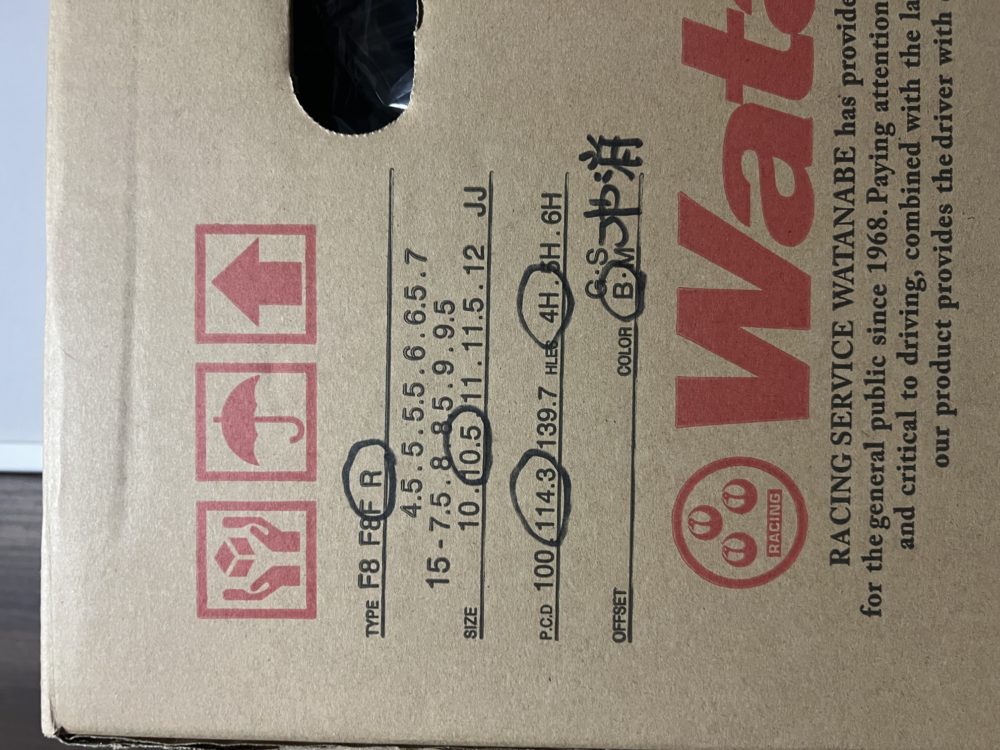 TYPE F8 F8F R
4.5 . 5 . 5.5 . 6 . 6.5 . 7
15 - 7.5 . 8 . 8.5 . 9 . 9.5
SIZE 10 . 10.5 . 11 . 11.5 . 12 JJ
P.C.D 100 . 114.3 . 139.7 HLES 4H . 5H . 6H
G.S
OFFSET COLOR B.M
RACING
RACING SERVICE WATANABE has provide
for the general public since 1968. Paying attention
and critical to driving, combined with the la
our product provides the driver with